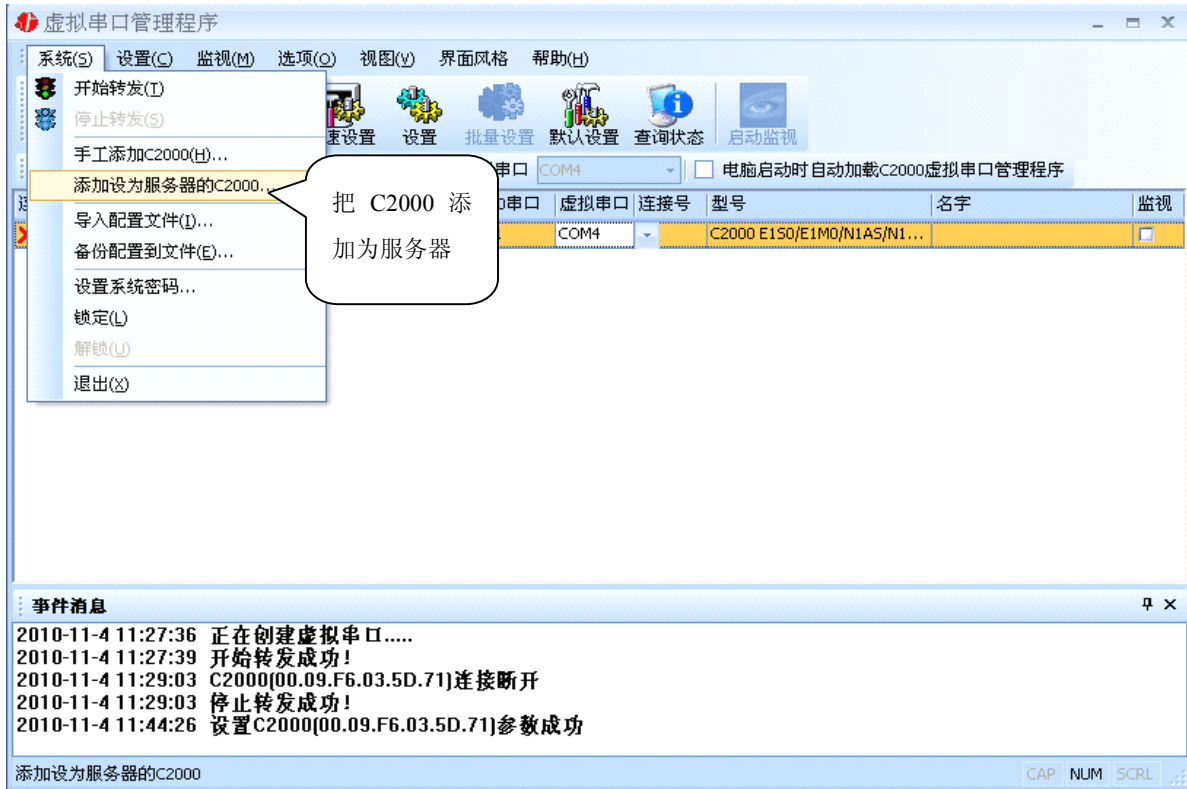 虚拟串口管理程序
系统(S) 设置(C) 监视(M) 选项(O) 视图(V) 界面风格 帮助(H)
开始转发(T)
停止转发(S)
手工添加C2000(H)...
添加设为服务器的C2000...
导入配置文件(I)...
备份配置到文件(E)...
设置系统密码...
锁定(L)
解锁(U)
退出(X)
速设置 设置 批量设置 默认设置 查询状态 启动监视
串口 COM4 电脑启动时自动加载C2000虚拟串口管理程序
串口 虚拟串口 连接号 型号 名字 监视
COM4 C2000 E1S0/E1M0/N1AS/N1...
把 C2000 添
加为服务器
事件消息
2010-11-4 11:27:36 正在创建虚拟串口.....
2010-11-4 11:27:39 开始转发成功!
2010-11-4 11:29:03 C2000(00.09.F6.03.5D.71)连接断开
2010-11-4 11:29:03 停止转发成功!
2010-11-4 11:44:26 设置C2000(00.09.F6.03.5D.71)参数成功
添加设为服务器的C2000
CAP NUM SCRL